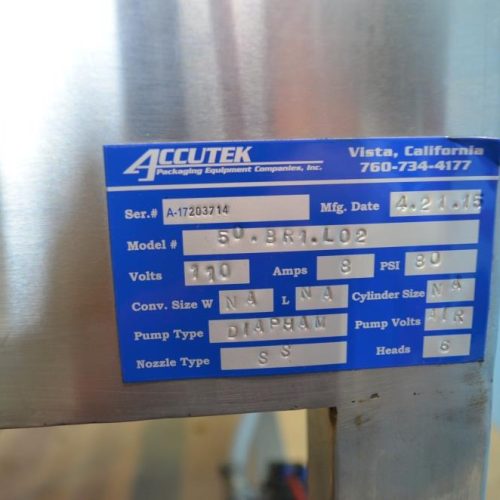 ACCUTEK
Packaging Equipment Companies, Inc.
Vista, California
760-734-4177
Ser.# A-17203714 Mfg. Date 4.21.15
Model # 50.BR1.L02
Volts 110 Amps 8 PSI 80
Conv. Size W NA L NA Cylinder Size NA
Pump Type DIAPHAM Pump Volts AIR
Nozzle Type SS Heads 6